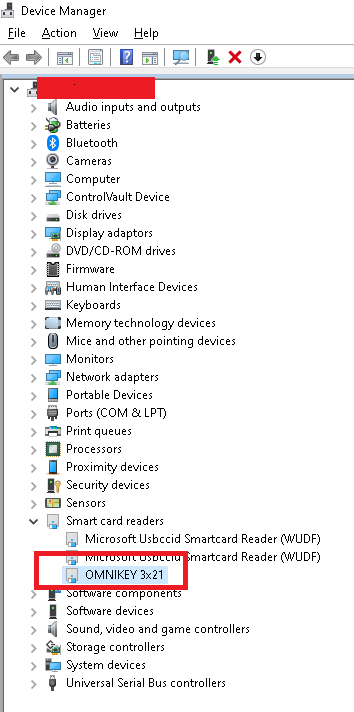 Device Manager
File Action View Help
Audio inputs and outputs
Batteries
Bluetooth
Cameras
Computer
ControlVault Device
Disk drives
Display adaptors
DVD/CD-ROM drives
Firmware
Human Interface Devices
Keyboards
Memory technology devices
Mice and other pointing devices
Monitors
Network adapters
Portable Devices
Ports (COM & LPT)
Print queues
Processors
Proximity devices
Security devices
Sensors
Smart card readers
Microsoft Usbccid Smartcard Reader (WUDF)
Microsoft Usbccid Smartcard Reader (WUDF)
OMNIKEY 3x21
Software components
Software devices
Sound, video and game controllers
Storage controllers
System devices
Universal Serial Bus controllers